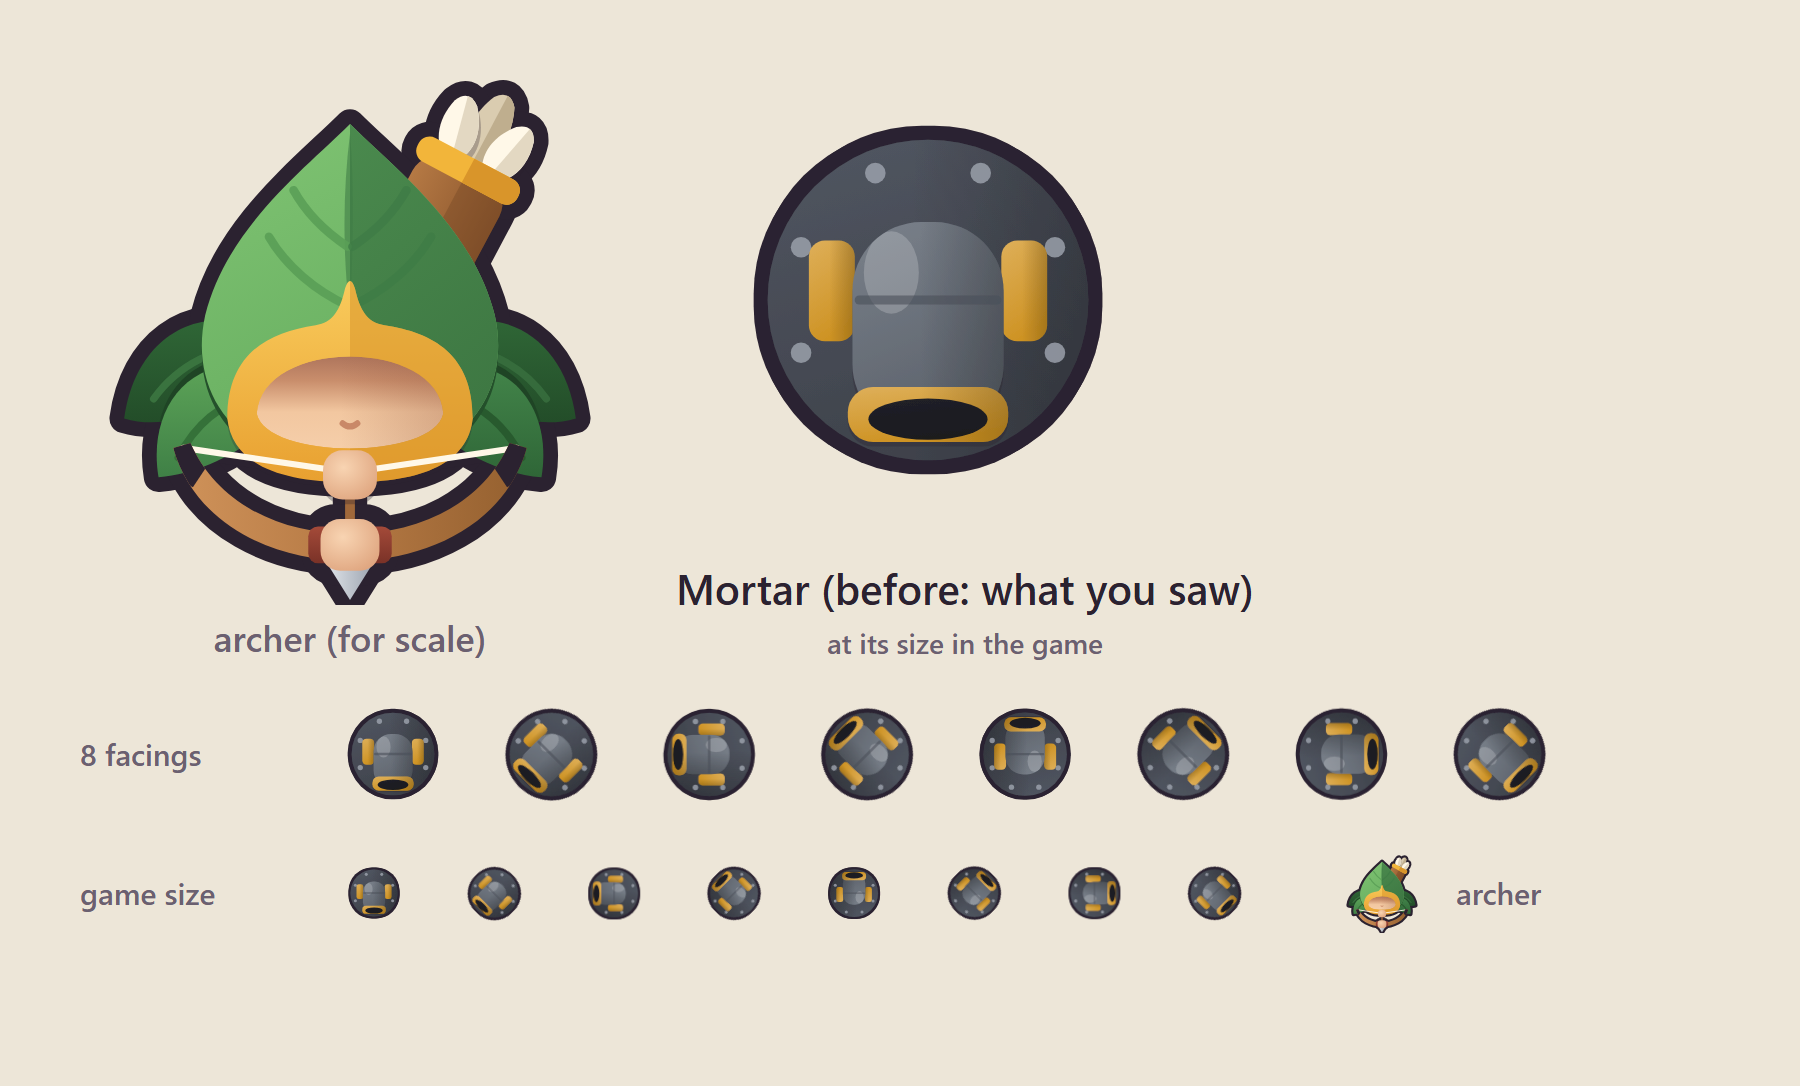 Mortar (before: what you saw)
archer (for scale)
at its size in the game
8 facings
game size
archer